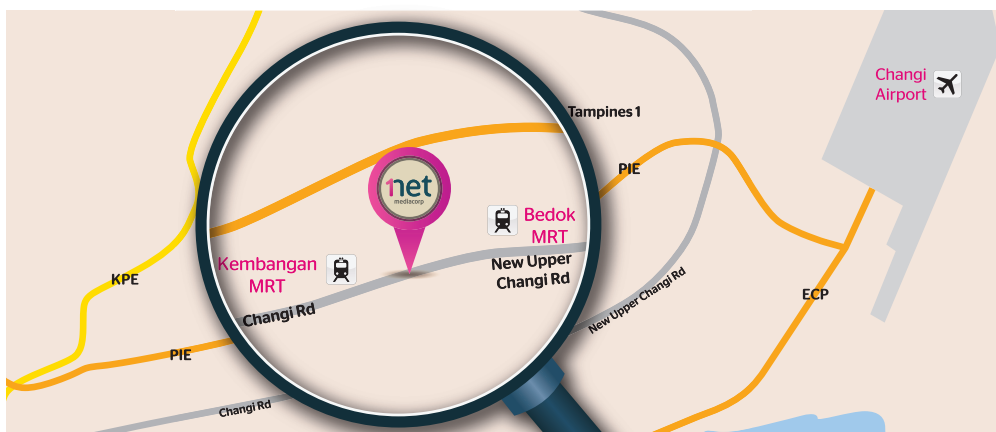 Changi
Airport
Tampines 1
PIE
1net
mediacorp
Bedok
MRT
Kembangan
MRT
New Upper
Changi Rd
KPE
ECP
Changi Rd
New Upper Changi Rd
PIE
Changi Rd